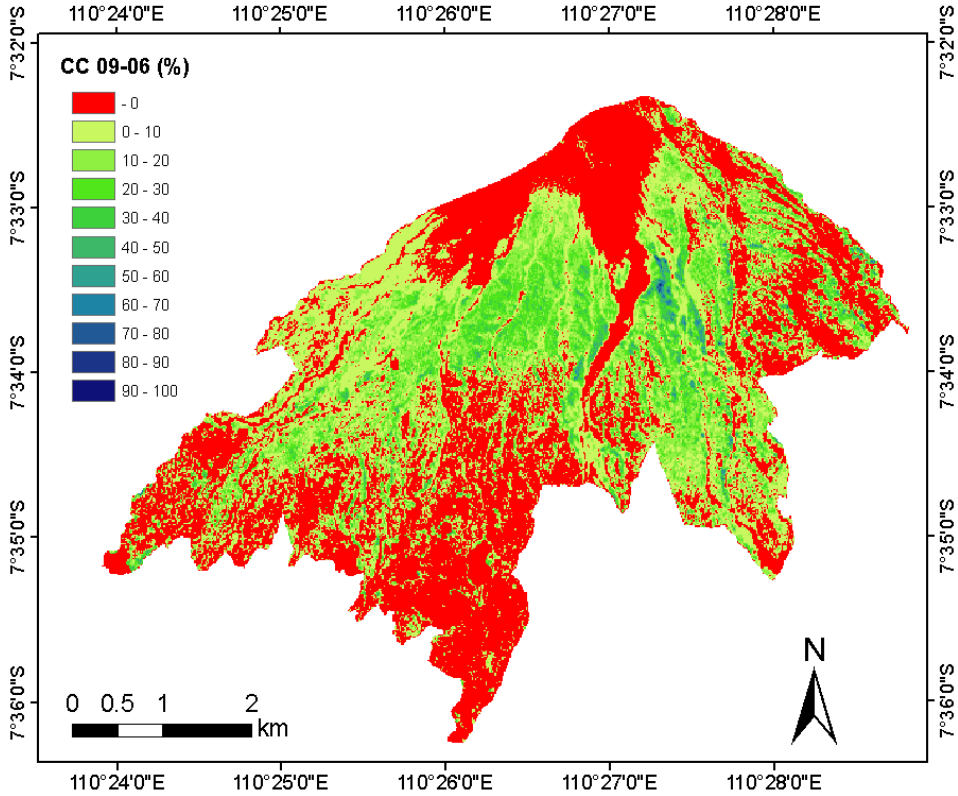 110°24'0"E 110°25'0"E 110°26'0"E 110°27'0"E 110°28'0"E
7°32'0"S 7°32'0"S
CC 09-06 (%)
- 0
0 - 10
10 - 20
20 - 30
30 - 40
40 - 50
50 - 60
60 - 70
70 - 80
80 - 90
90 - 100
7°33'0"S 7°33'0"S
7°34'0"S 7°34'0"S
7°35'0"S 7°35'0"S
7°36'0"S 7°36'0"S
N
0 0.5 1 2
km
110°24'0"E 110°25'0"E 110°26'0"E 110°27'0"E 110°28'0"E